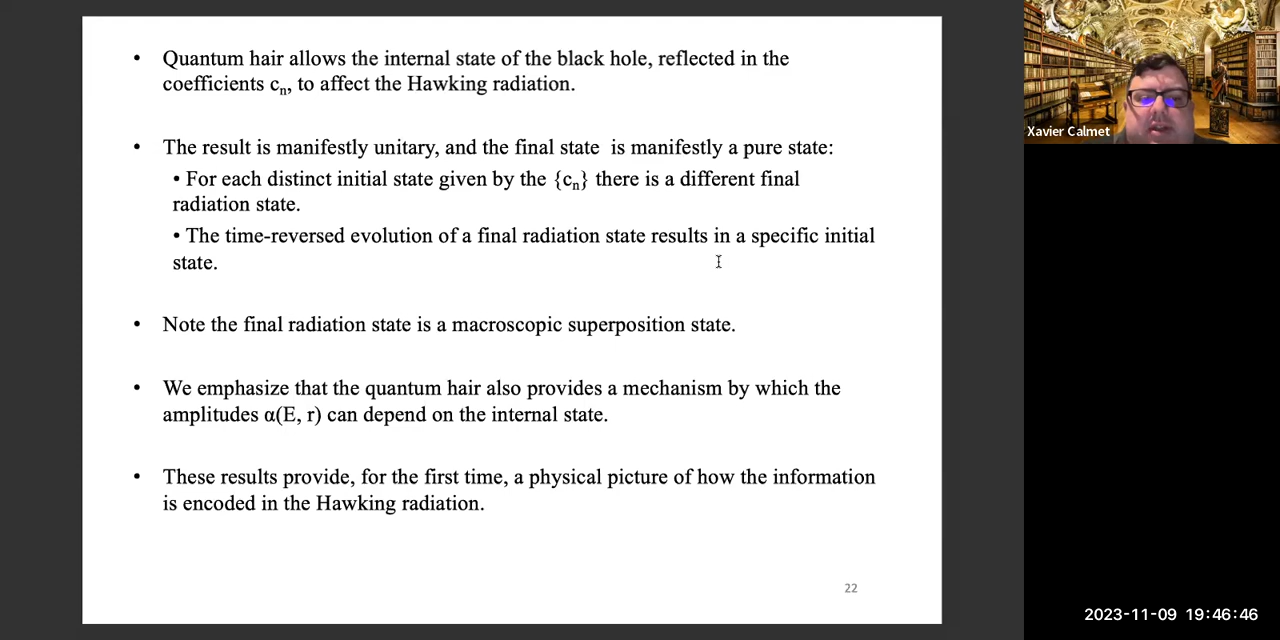 • Quantum hair allows the internal state of the black hole, reflected in the
coefficients cₙ, to affect the Hawking radiation.
• The result is manifestly unitary, and the final state is manifestly a pure state:
• For each distinct initial state given by the {cₙ} there is a different final
radiation state.
• The time-reversed evolution of a final radiation state results in a specific initial
state.
• Note the final radiation state is a macroscopic superposition state.
• We emphasize that the quantum hair also provides a mechanism by which the
amplitudes α(E, r) can depend on the internal state.
• These results provide, for the first time, a physical picture of how the information
is encoded in the Hawking radiation.
22
Xavier Calmet
2023-11-09 19:46:46